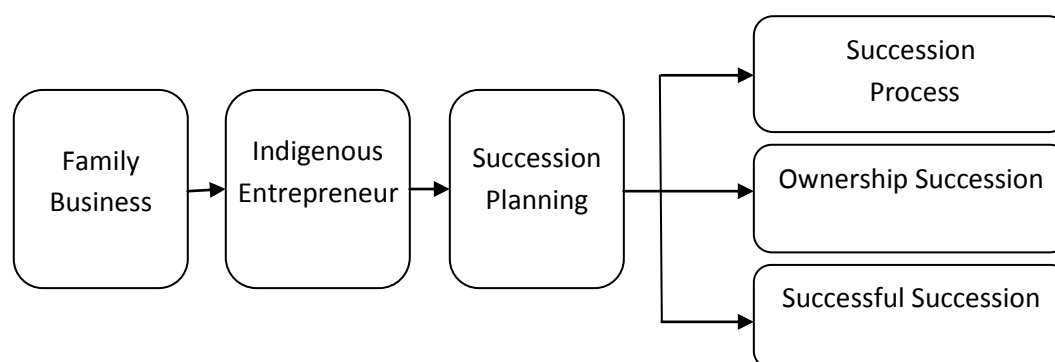 Family
Business
Indigenous
Entrepreneur
Succession
Planning
Succession
Process
Ownership Succession
Successful Succession